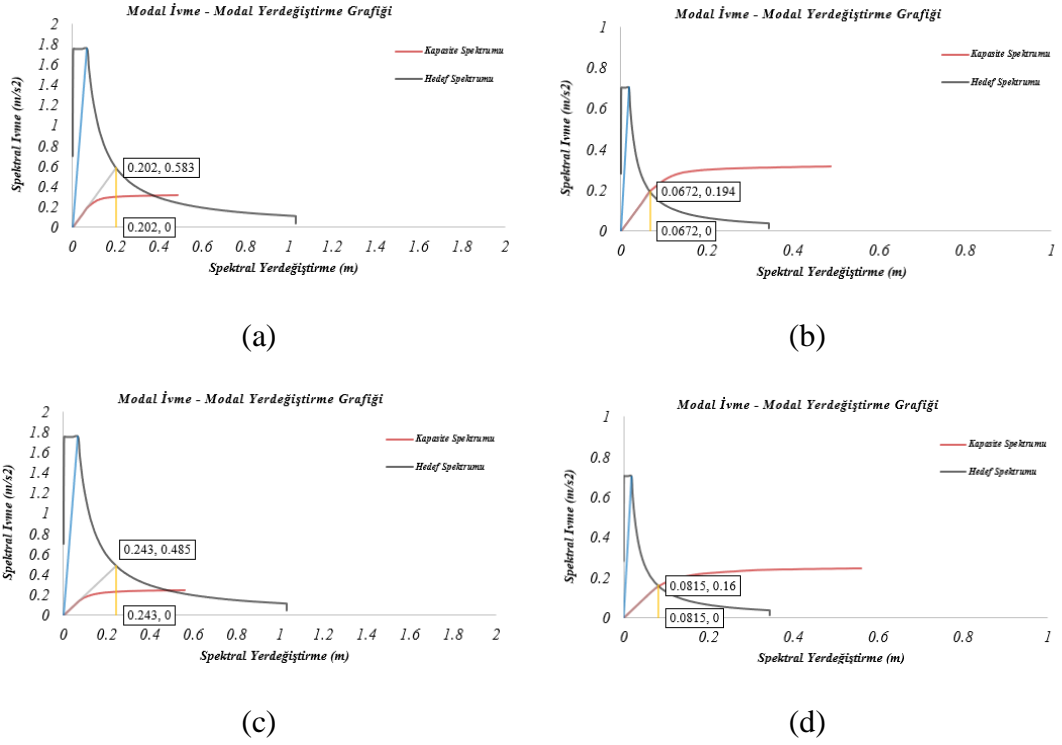 Modal İvme - Modal Yerdeğiştirme Grafiği
Spektral Ivme (m/s2)
2
1.8
1.6
1.4
1.2
1
0.8
0.6
0.4
0.2
0
Kapasite Spektrumu
Hedef Spektrumu
0.202, 0.583
0.202, 0
0 0.2 0.4 0.6 0.8 1 1.2 1.4 1.6 1.8 2
Spektral Yerdeğiştirme (m)
(a)
Modal İvme - Modal Yerdeğiştirme Grafiği
Spektral Ivme (m/s2)
1
0.8
0.6
0.4
0.2
0
Kapasite Spektrumu
Hedef Spektrumu
0.0672, 0.194
0.0672, 0
0 0.2 0.4 0.6 0.8 1
Spektral Yerdeğiştirme (m)
(b)
Modal İvme - Modal Yerdeğiştirme Grafiği
Spektral Ivme (m/s2)
2
1.8
1.6
1.4
1.2
1
0.8
0.6
0.4
0.2
0
Kapasite Spektrumu
Hedef Spektrumu
0.243, 0.485
0.243, 0
0 0.2 0.4 0.6 0.8 1 1.2 1.4 1.6 1.8 2
Spektral Yerdeğiştirme (m)
(c)
Modal İvme - Modal Yerdeğiştirme Grafiği
Spektral Ivme (m/s2)
1
0.8
0.6
0.4
0.2
0
Kapasite Spektrumu
Hedef Spektrumu
0.0815, 0.16
0.0815, 0
0 0.2 0.4 0.6 0.8 1
Spektral Yerdeğiştirme (m)
(d)